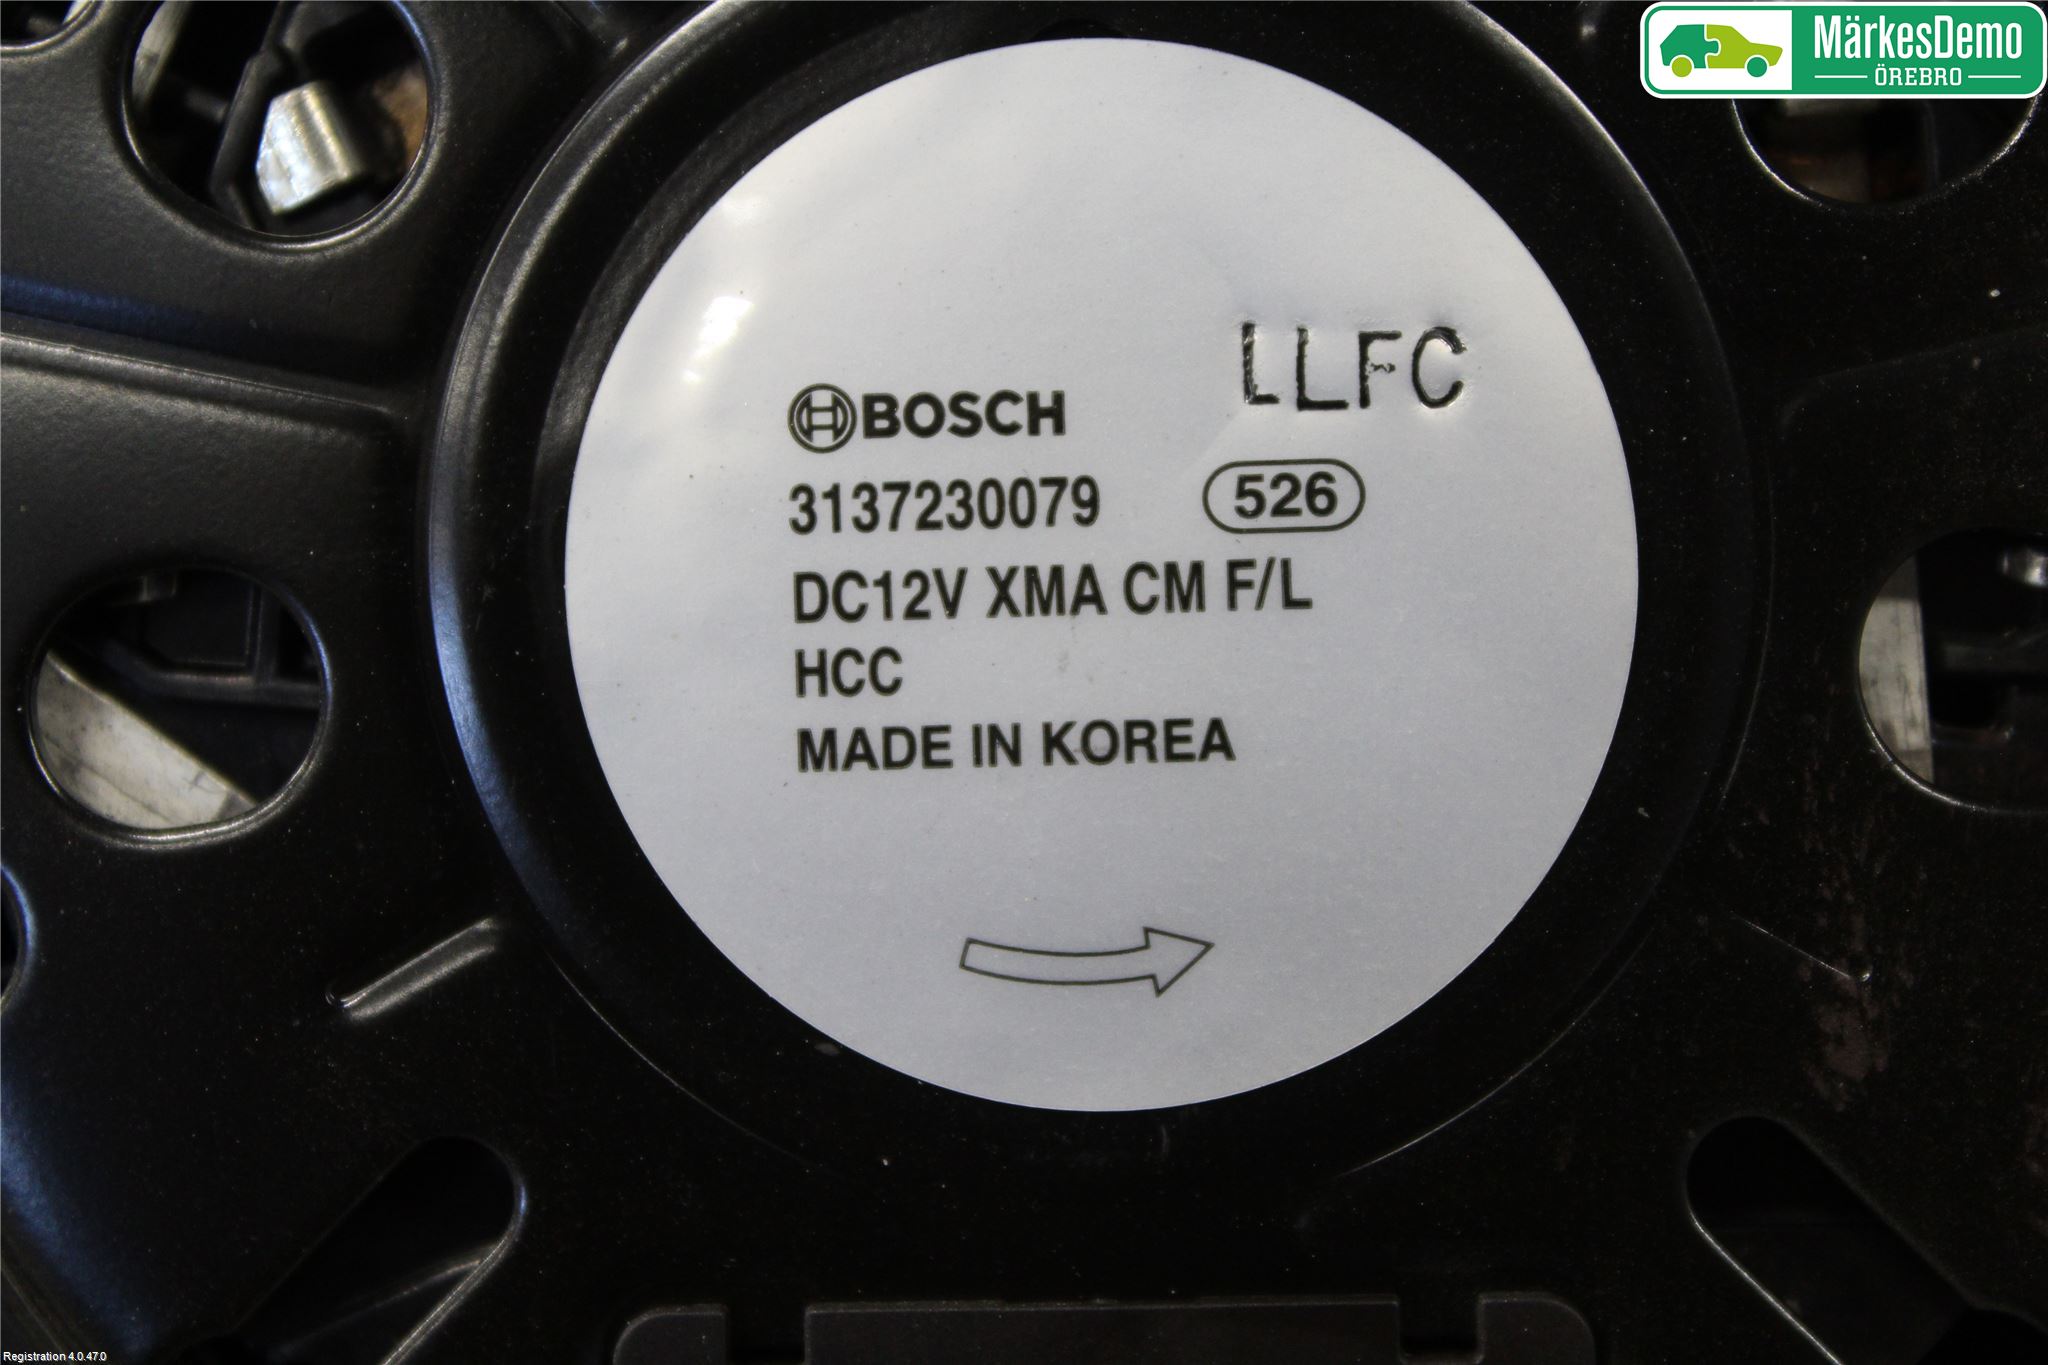 MärkesDemo
ÖREBRO
LLFC
BOSCH
3137230079 526
DC12V XMA CM F/L
HCC
MADE IN KOREA
Registration 4.0.47.0